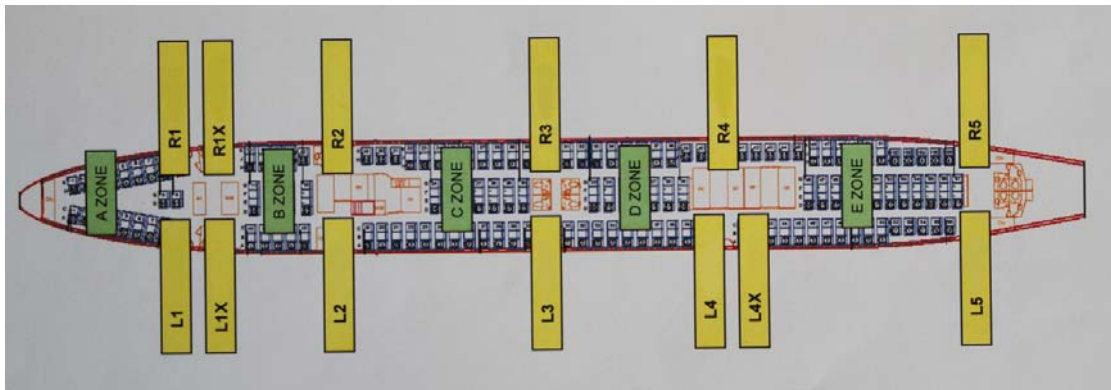 R1
R1X
R2
R3
R4
R5
A ZONE
B ZONE
C ZONE
D ZONE
E ZONE
L1
L1X
L2
L3
L4
L4X
L5